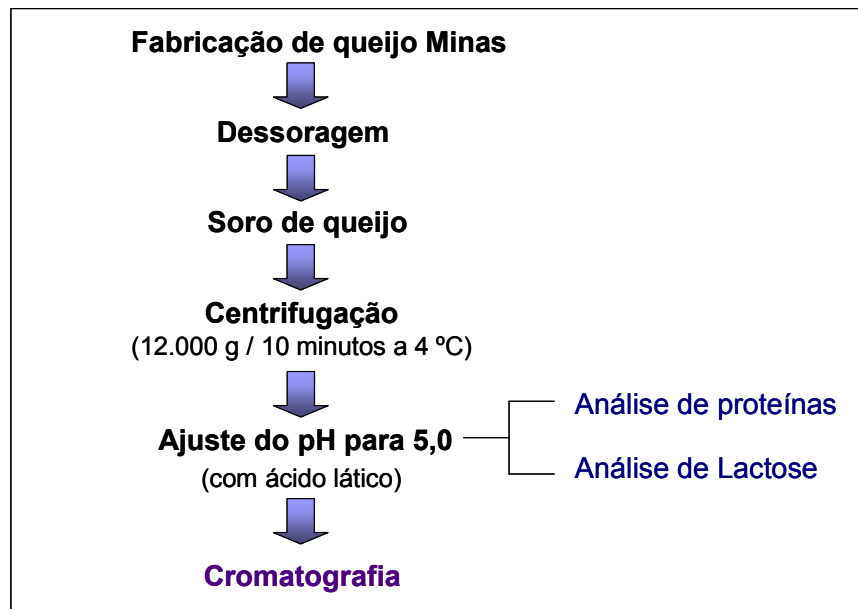 Fabricação de queijo Minas
Dessoragem
Soro de queijo
Centrifugação
(12.000 g / 10 minutos a 4 ºC)
Ajuste do pH para 5,0
(com ácido lático)
Análise de proteínas
Análise de Lactose
Cromatografia